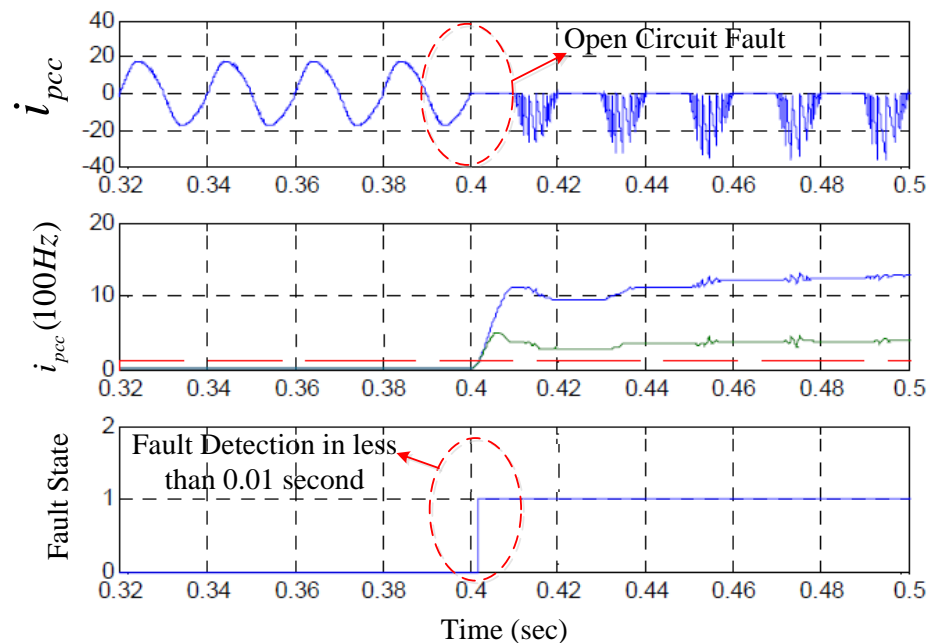 40
20
0
-20
-40
i_pcc
Open Circuit Fault
0.32 0.34 0.36 0.38 0.4 0.42 0.44 0.46 0.48 0.5
20
10
0
i_pcc (100Hz)
0.32 0.34 0.36 0.38 0.4 0.42 0.44 0.46 0.48 0.5
2
1
0
Fault State
Fault Detection in less
than 0.01 second
0.32 0.34 0.36 0.38 0.4 0.42 0.44 0.46 0.48 0.5
Time (sec)